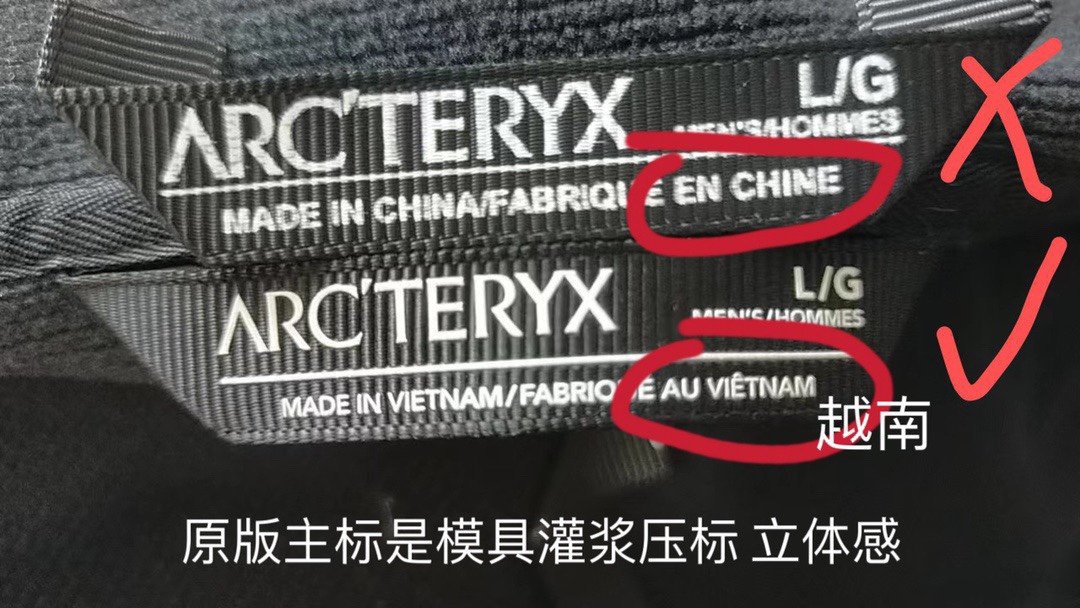 ARC'TERYX
L/G
MEN'S/HOMMES
MADE IN CHINA/FABRIQUE EN CHINE
ARC'TERYX
L/G
MEN'S/HOMMES
MADE IN VIETNAM/FABRIQUÉ AU VIÊTNAM
越南
原版主标是模具灌浆压标 立体感